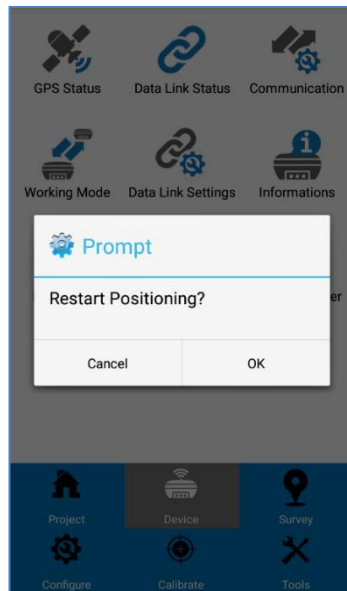 GPS Status Data Link Status Communication
Working Mode Data Link Settings Informations
Prompt
Restart Positioning?
er
Cancel OK
Project Device Survey
Configure Calibrate Tools